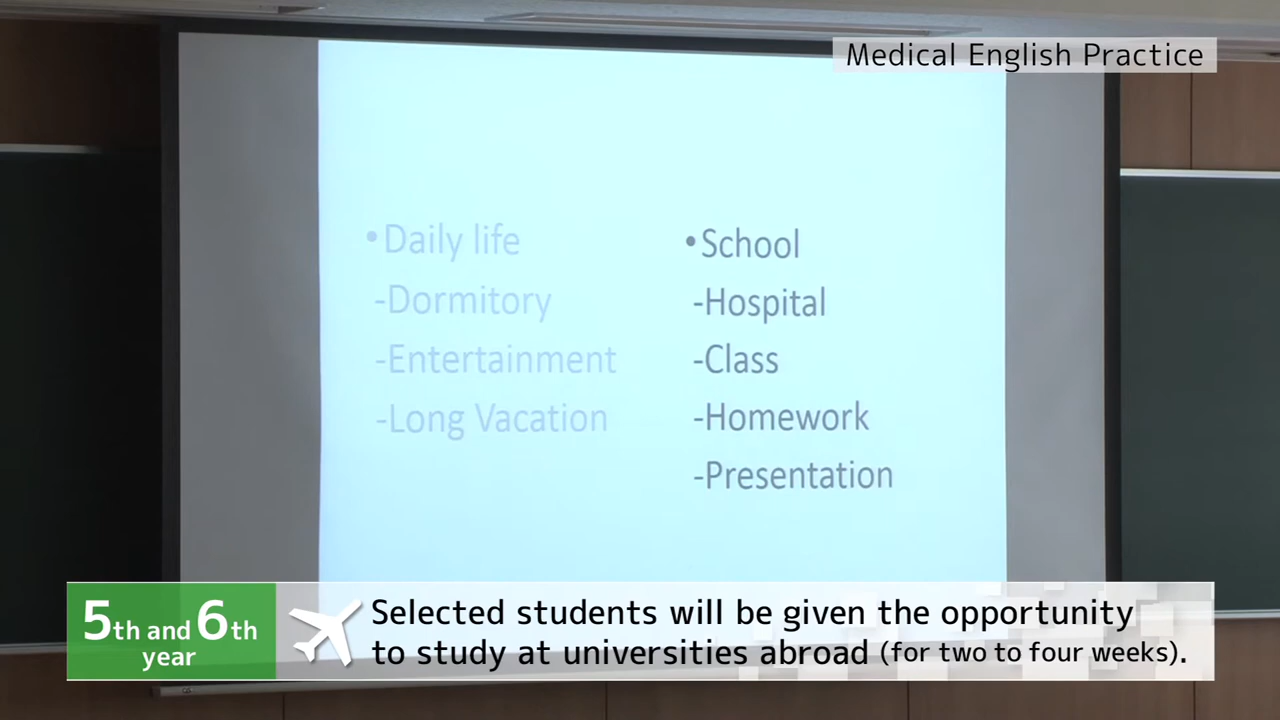 Medical English Practice
•Daily life
-Dormitory
-Entertainment
-Long Vacation
•School
-Hospital
-Class
-Homework
-Presentation
5th and 6th
year
Selected students will be given the opportunity
to study at universities abroad (for two to four weeks).